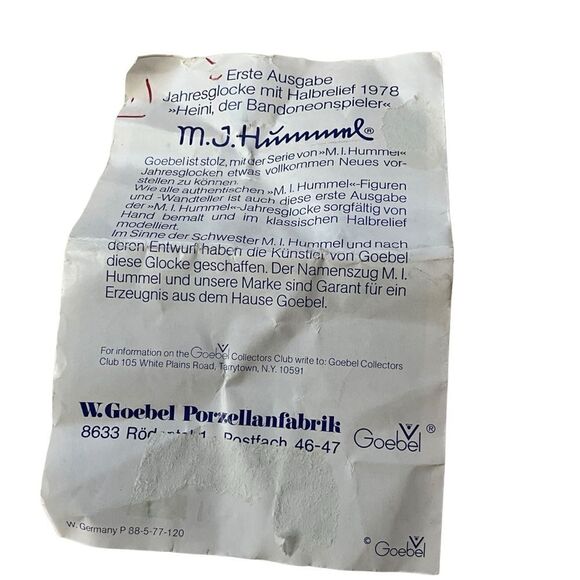 Erste Ausgabe
Jahresglocke mit Halbrelief 1978
»Heini, der Bandoneonspieler«
M.J.Hummel®
Goebel ist stolz, mit der Serie von »M.I.Hummel«
Jahresglocken etwas vollkommen Neues vor-
stellen zu können.
Wie alle authentischen »M. I. Hummel«-Figuren
und -Wandteller ist auch diese erste Ausgabe
der »M. I. Hummel«-Jahresglocke sorgfältig von
Hand bemalt und im klassischen Halbrelief
modelliert.
Im Sinne der Schwester M. I. Hummel und nach
deren Entwurf haben die Künstler von Goebel
diese Glocke geschaffen. Der Namenszug M. I.
Hummel und unsere Marke sind Garant für ein
Erzeugnis aus dem Hause Goebel.
For information on the Goebel Collectors Club write to: Goebel Collectors
Club 105 White Plains Road, Tarrytown, N.Y. 10591
W. Goebel Porzellanfabrik
8633 1 · Postfach 46-47
Goebel ®
W. Germany P 88-5-77-120
© Goebel